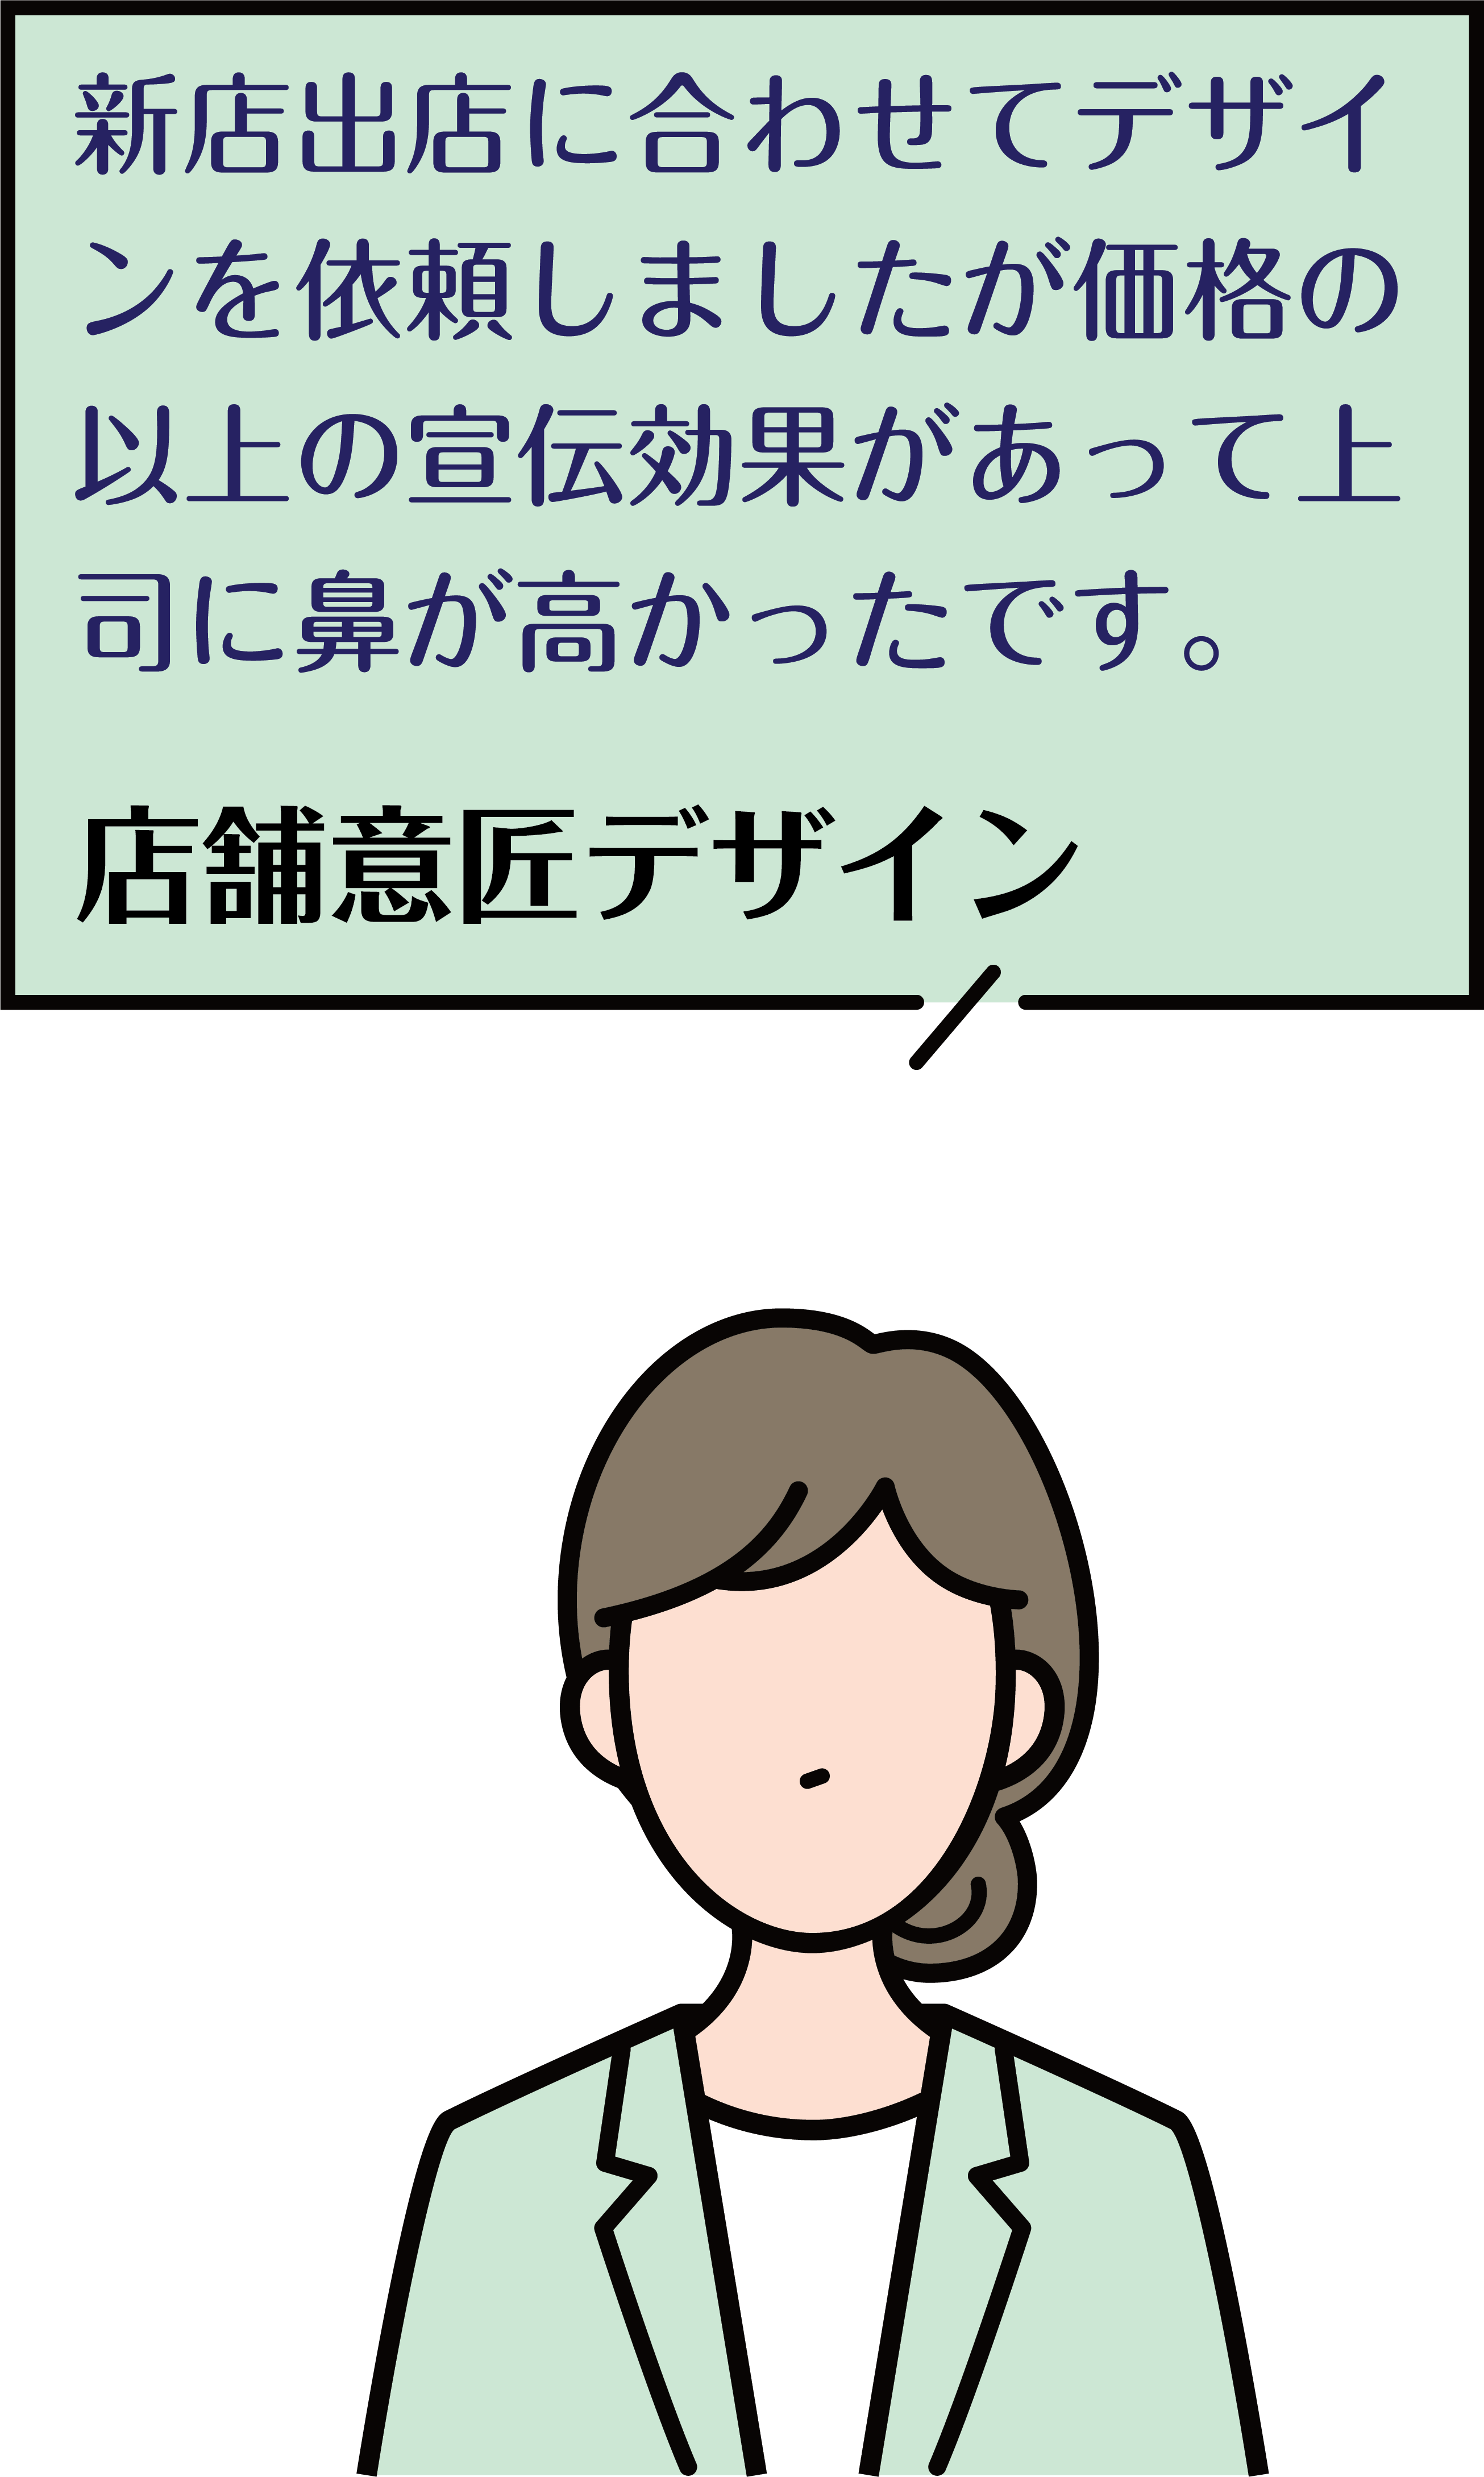 新店出店に合わせてデザイ
ンを依頼しましたが価格の
以上の宣伝効果があって上
司に鼻が高かったです。
店舗意匠デザイン